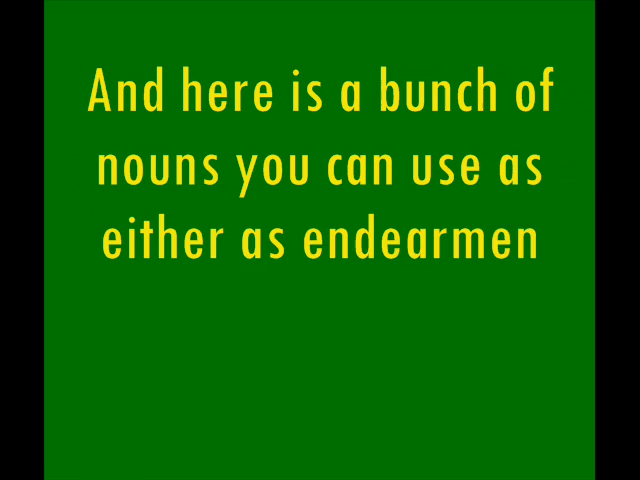 And here is a bunch of
nouns you can use as
either as endearmen